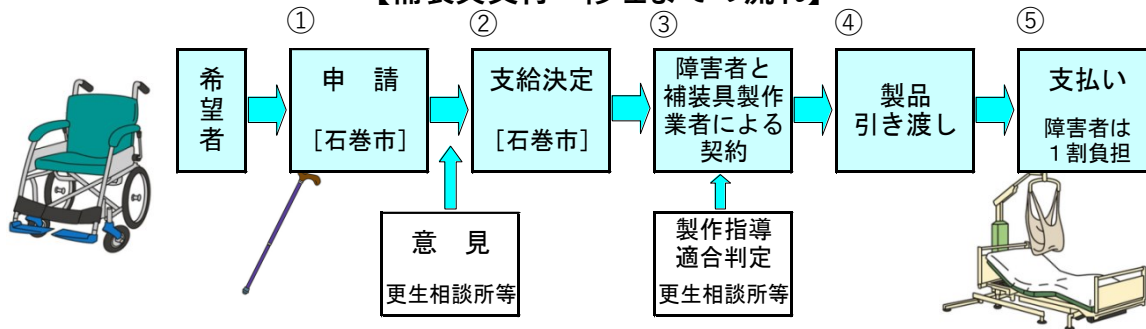 ① ② ③ ④ ⑤
希望者
申 請
[石巻市]
支給決定
[石巻市]
障害者と
補装具製作
業者による
契約
製品
引き渡し
支払い
障害者は
１割負担
意 見
更生相談所等
製作指導
適合判定
更生相談所等